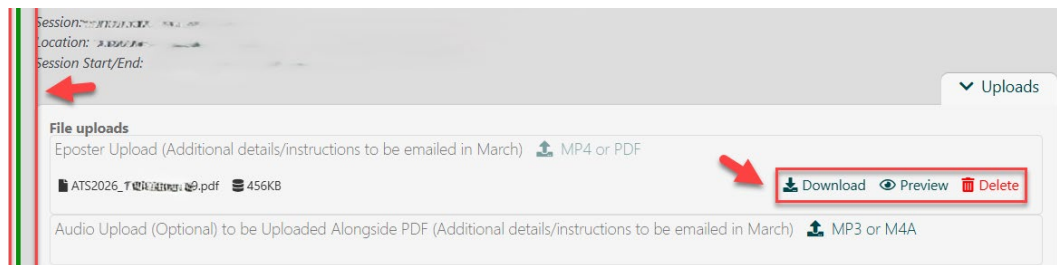 Session:
Location:
Session Start/End:
Uploads
File uploads
Eposter Upload (Additional details/instructions to be emailed in March) MP4 or PDF
ATS2026_ .pdf 456KB Download Preview Delete
Audio Upload (Optional) to be Uploaded Alongside PDF (Additional details/instructions to be emailed in March) MP3 or M4A